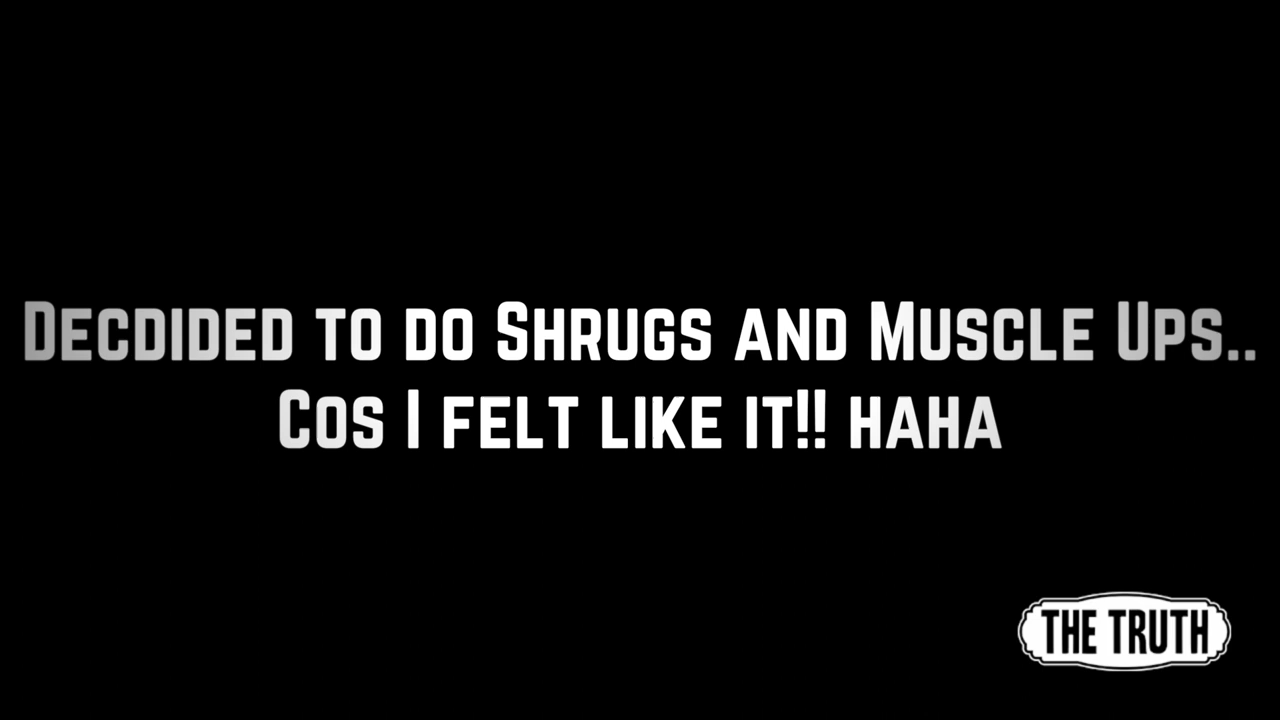 Decdided to do Shrugs and Muscle Ups..
Cos I felt like it!! haha
THE TRUTH